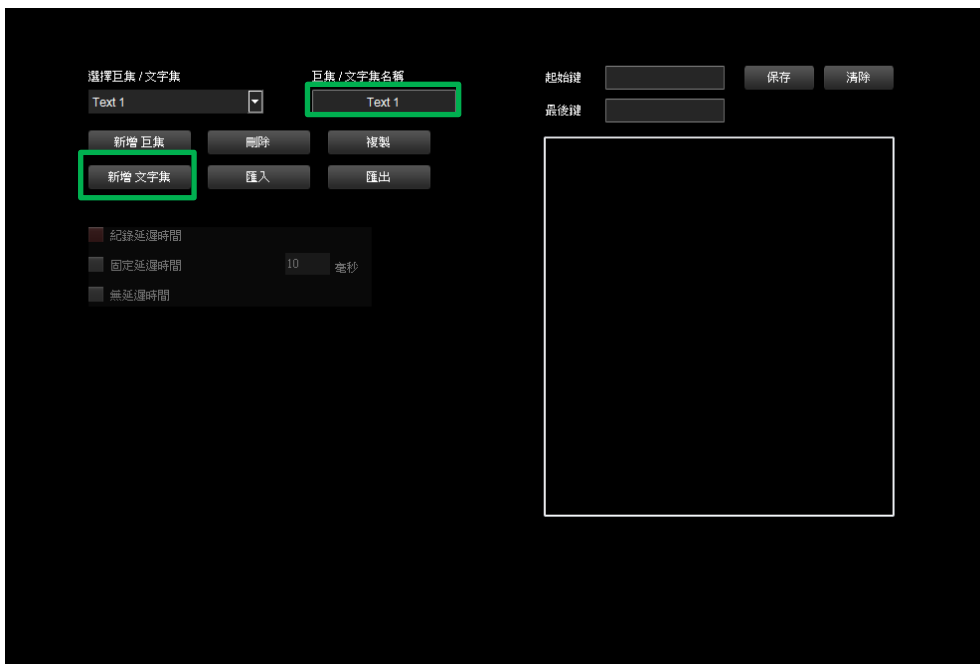 選擇巨集 / 文字集
Text 1
巨集 / 文字集名稱
Text 1
新增 巨集 刪除 複製
新增 文字集 匯入 匯出
紀錄延遲時間
固定延遲時間 10 毫秒
無延遲時間
起始鍵 保存 清除
最後鍵